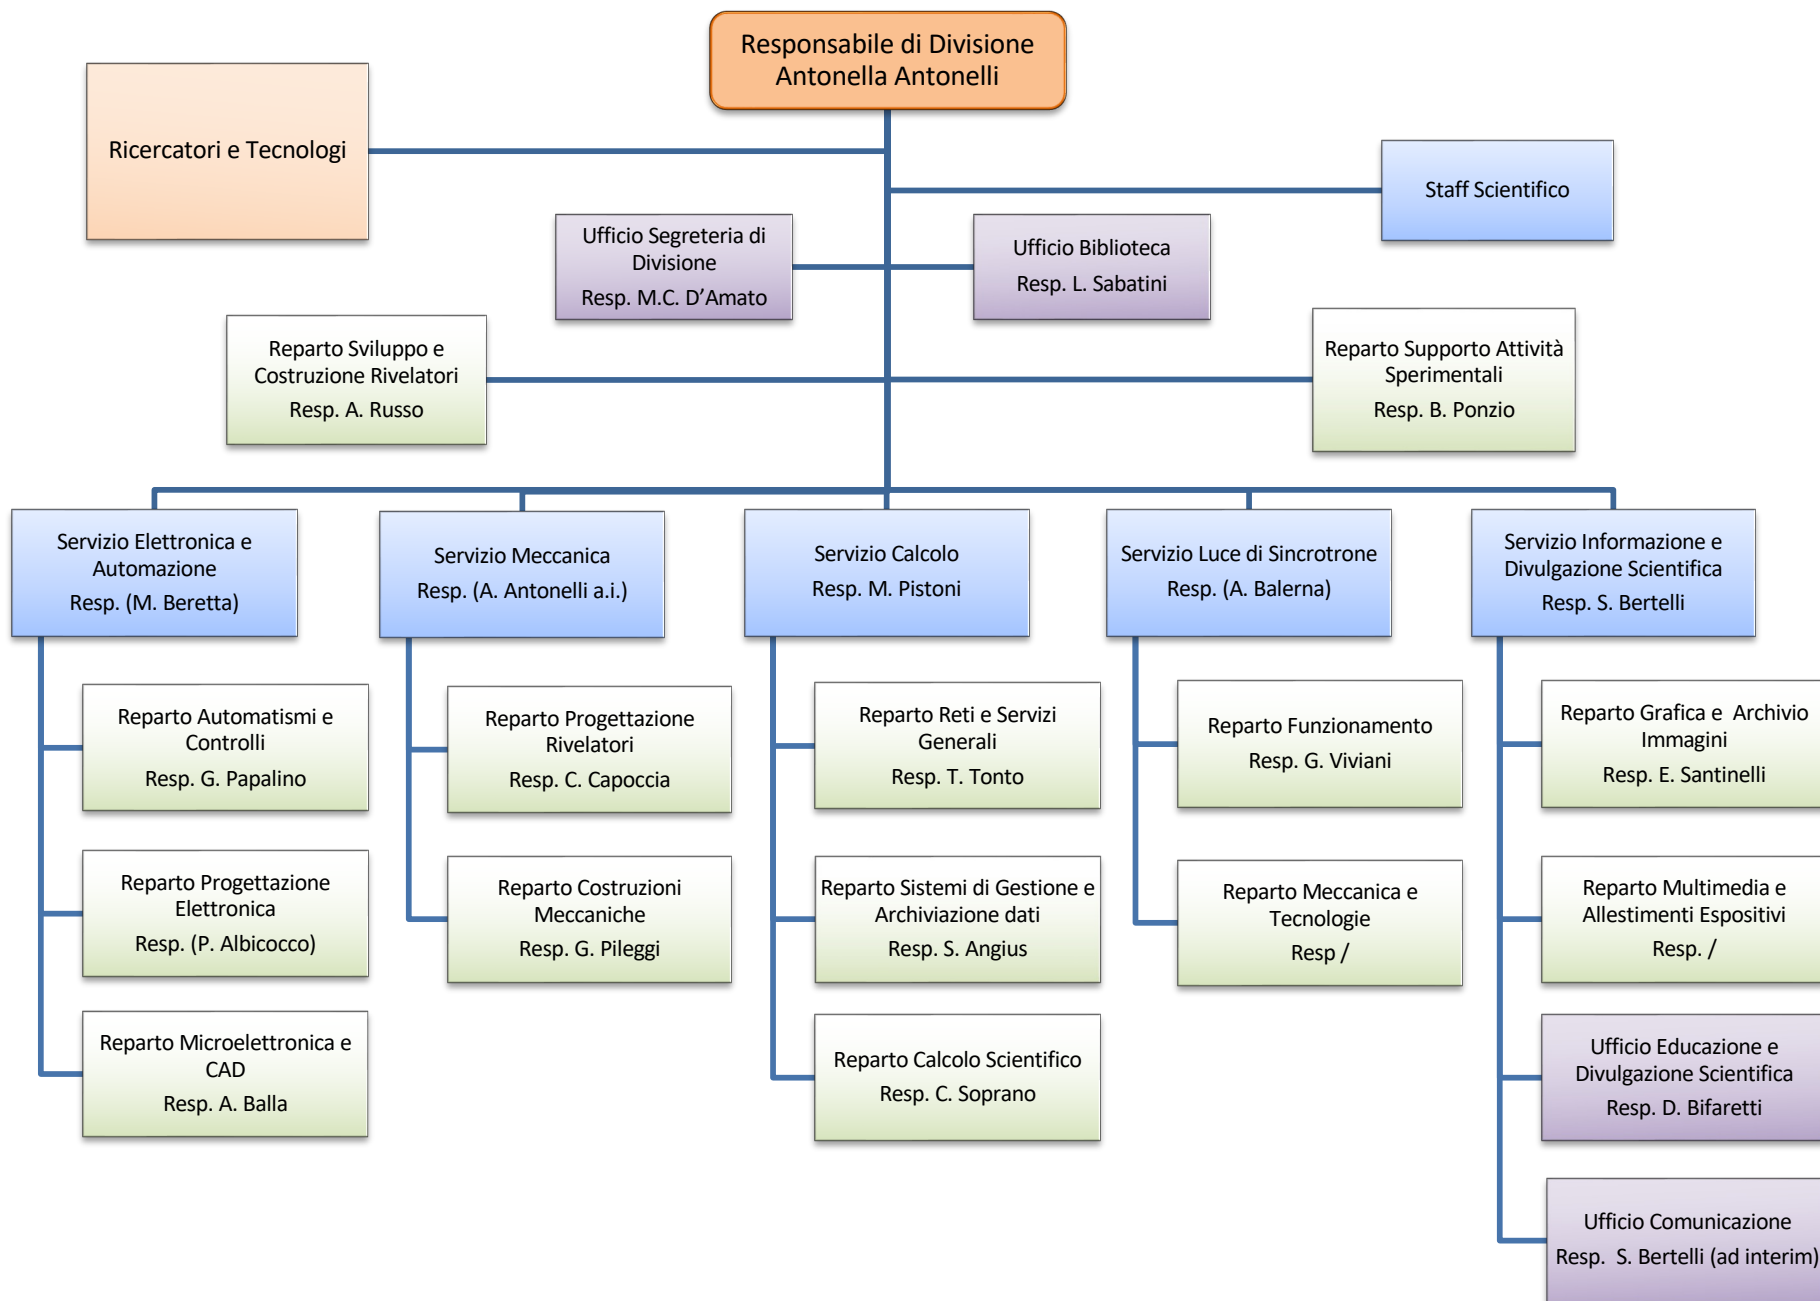 Responsabile di Divisione
Antonella Antonelli
Ricercatori e Tecnologi
Staff Scientifico
Ufficio Segreteria di
Divisione
Resp. M.C. D’Amato
Ufficio Biblioteca
Resp. L. Sabatini
Reparto Sviluppo e
Costruzione Rivelatori
Resp. A. Russo
Reparto Supporto Attività
Sperimentali
Resp. B. Ponzio
Servizio Elettronica e
Automazione
Resp. (M. Beretta)
Servizio Meccanica
Resp. (A. Antonelli a.i.)
Servizio Calcolo
Resp. M. Pistoni
Servizio Luce di Sincrotrone
Resp. (A. Balerna)
Servizio Informazione e
Divulgazione Scientifica
Resp. S. Bertelli
Reparto Automatismi e
Controlli
Resp. G. Papalino
Reparto Progettazione
Rivelatori
Resp. C. Capoccia
Reparto Reti e Servizi
Generali
Resp. T. Tonto
Reparto Funzionamento
Resp. G. Viviani
Reparto Grafica e  Archivio
Immagini
Resp. E. Santinelli
Reparto Progettazione
Elettronica
Resp. (P. Albicocco)
Reparto Costruzioni
Meccaniche
Resp. G. Pileggi
Reparto Sistemi di Gestione e
Archiviazione dati
Resp. S. Angius
Reparto Meccanica e
Tecnologie
Resp /
Reparto Multimedia e
Allestimenti Espositivi
Resp. /
Reparto Microelettronica e
CAD
Resp. A. Balla
Reparto Calcolo Scientifico
Resp. C. Soprano
Ufficio Educazione e
Divulgazione Scientifica
Resp. D. Bifaretti
Ufficio Comunicazione
Resp.  S. Bertelli (ad interim)